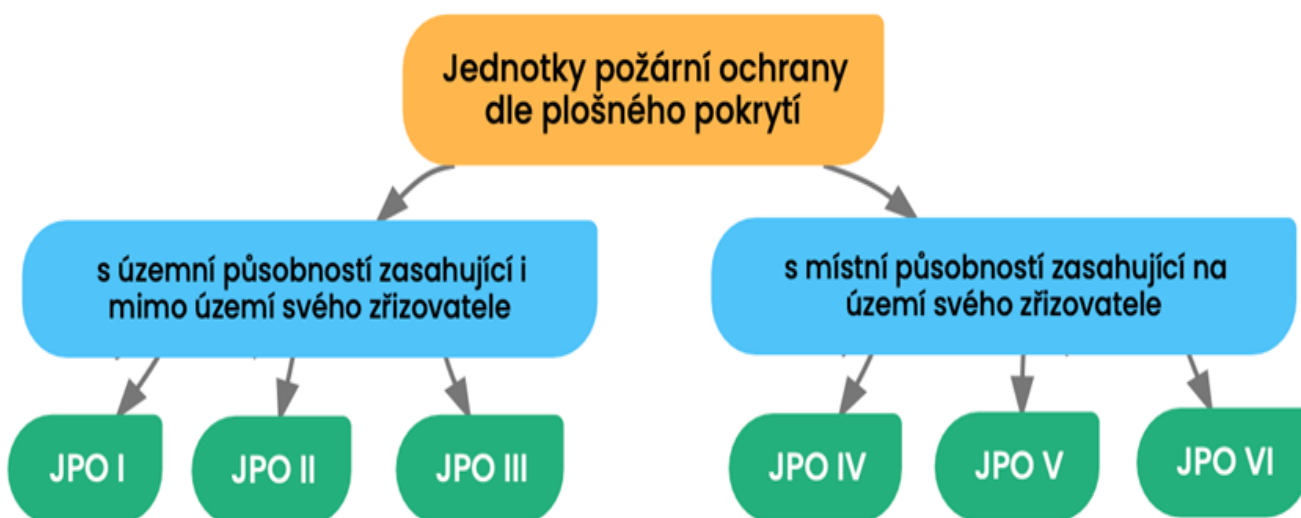 Jednotky požární ochrany
dle plošného pokrytí
s územní působností zasahující i
mimo území svého zřizovatele
s místní působností zasahující na
území svého zřizovatele
JPO I
JPO II
JPO III
JPO IV
JPO V
JPO VI